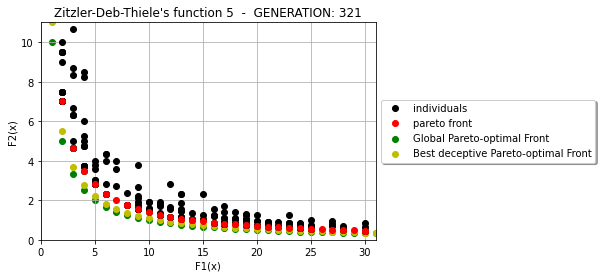 Zitzler-Deb-Thiele's function 5 - GENERATION: 321
10
8
6
4
2
0
F2(x)
0 5 10 15 20 25 30
F1(x)
individuals
pareto front
Global Pareto-optimal Front
Best deceptive Pareto-optimal Front